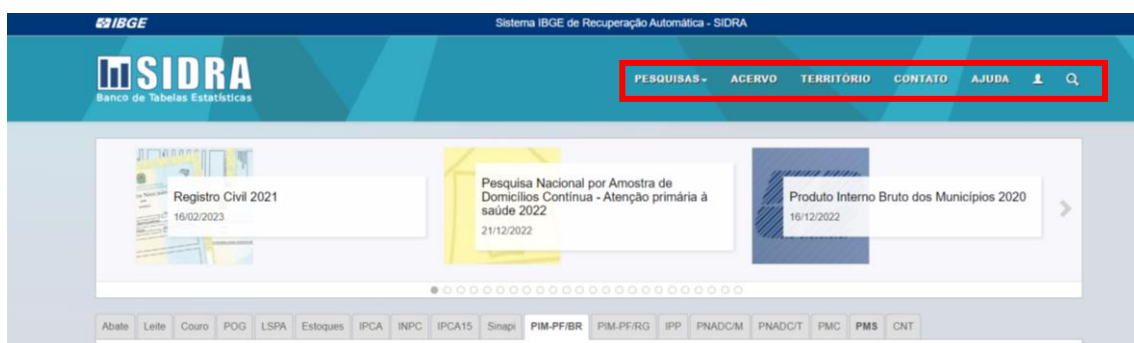 IBGE
Sistema IBGE de Recuperação Automática - SIDRA
SIDRA
Banco de Tabelas Estatísticas
PESQUISAS ACERVO TERRITÓRIO CONTATO AJUDA
Registro Civil 2021
16/02/2023
Pesquisa Nacional por Amostra de
Domicílios Contínua - Atenção primária à
saúde 2022
21/12/2022
Produto Interno Bruto dos Municípios 2020
16/12/2022
Abate Leite Couro POG LSPA Estoques IPCA INPC IPCA15 Sinapi PIM-PF/BR PIM-PF/RG IPP PNADC/M PNADC/T PMC PMS CNT